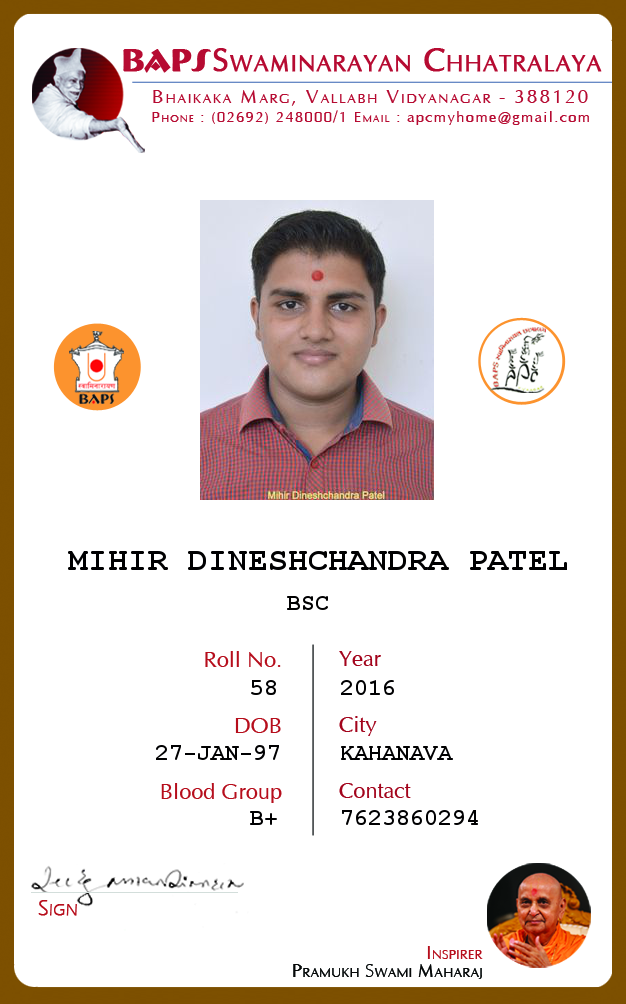 BAPS SWAMINARAYAN CHHATRALAYA
BHAIKAKA MARG, VALLABH VIDYANAGAR - 388120
PHONE : (02692) 248000/1 EMAIL : apcmyhome@gmail.com
Mihir Dineshchandra Patel
स्वामिनारायण
BAPS
MIHIR DINESHCHANDRA PATEL
BSC
Roll No. Year
58 2016
DOB City
27-JAN-97 KAHANAVA
Blood Group Contact
B+ 7623860294
SIGN
INSPIRER
PRAMUKH SWAMI MAHARAJ